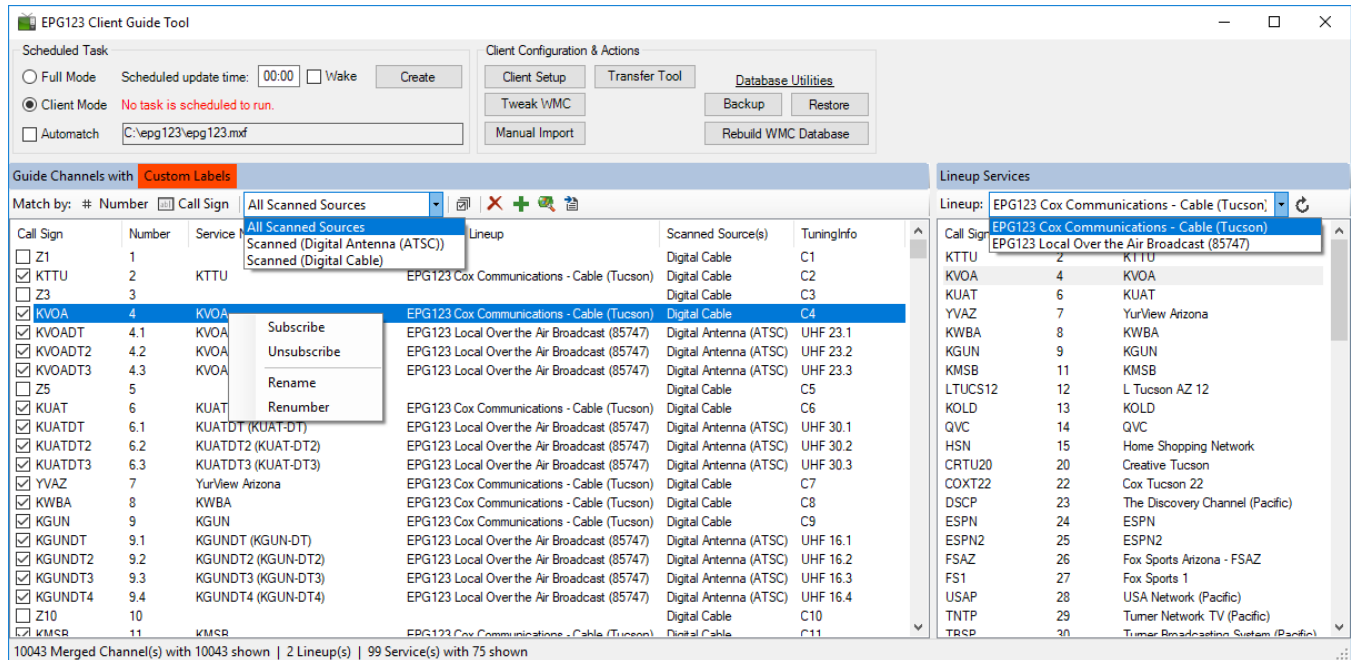 EPG123 Client Guide Tool
Scheduled Task
Full Mode Scheduled update time: 00:00 Wake Create
Client Mode No task is scheduled to run.
Automatch C:\epg123\epg123.mxf
Client Configuration & Actions
Client Setup Transfer Tool Database Utilities
Tweak WMC Backup Restore
Manual Import Rebuild WMC Database
Guide Channels with Custom Labels
Match by: # Number Call Sign All Scanned Sources
All Scanned Sources
Scanned (Digital Antenna (ATSC))
Scanned (Digital Cable)
Call Sign Number Service Lineup Scanned Source(s) TuningInfo
Z1 1 Digital Cable C1
KTTU 2 KTTU EPG123 Cox Communications - Cable (Tucson) Digital Cable C2
Z3 3 Digital Cable C3
KVOA 4 KVOA EPG123 Cox Communications - Cable (Tucson) Digital Cable C4
KVOADT 4.1 KVOA EPG123 Local Over the Air Broadcast (85747) Digital Antenna (ATSC) UHF 23.1
KVOADT2 4.2 KVOA EPG123 Local Over the Air Broadcast (85747) Digital Antenna (ATSC) UHF 23.2
KVOADT3 4.3 KVOA EPG123 Local Over the Air Broadcast (85747) Digital Antenna (ATSC) UHF 23.3
Z5 5 Digital Cable C5
KUAT 6 KUAT EPG123 Cox Communications - Cable (Tucson) Digital Cable C6
KUATDT 6.1 KUATDT (KUAT-DT) EPG123 Local Over the Air Broadcast (85747) Digital Antenna (ATSC) UHF 30.1
KUATDT2 6.2 KUATDT2 (KUAT-DT2) EPG123 Local Over the Air Broadcast (85747) Digital Antenna (ATSC) UHF 30.2
KUATDT3 6.3 KUATDT3 (KUAT-DT3) EPG123 Local Over the Air Broadcast (85747) Digital Antenna (ATSC) UHF 30.3
YVAZ 7 YurView Arizona EPG123 Cox Communications - Cable (Tucson) Digital Cable C7
KWBA 8 KWBA EPG123 Cox Communications - Cable (Tucson) Digital Cable C8
KGUN 9 KGUN EPG123 Cox Communications - Cable (Tucson) Digital Cable C9
KGUNDT 9.1 KGUNDT (KGUN-DT) EPG123 Local Over the Air Broadcast (85747) Digital Antenna (ATSC) UHF 16.1
KGUNDT2 9.2 KGUNDT2 (KGUN-DT2) EPG123 Local Over the Air Broadcast (85747) Digital Antenna (ATSC) UHF 16.2
KGUNDT3 9.3 KGUNDT3 (KGUN-DT3) EPG123 Local Over the Air Broadcast (85747) Digital Antenna (ATSC) UHF 16.3
KGUNDT4 9.4 KGUNDT4 (KGUN-DT4) EPG123 Local Over the Air Broadcast (85747) Digital Antenna (ATSC) UHF 16.4
Z10 10 Digital Cable C10
KMSB 11 KMSB EPG123 Cox Communications - Cable (Tucson) Digital Cable C11
Subscribe
Unsubscribe
Rename
Renumber
Lineup Services
Lineup: EPG123 Cox Communications - Cable (Tucson)
EPG123 Cox Communications - Cable (Tucson)
EPG123 Local Over the Air Broadcast (85747)
Call Sign
KTTU 2 KTTU
KVOA 4 KVOA
KUAT 6 KUAT
YVAZ 7 YurView Arizona
KWBA 8 KWBA
KGUN 9 KGUN
KMSB 11 KMSB
LTUCS12 12 L Tucson AZ 12
KOLD 13 KOLD
QVC 14 QVC
HSN 15 Home Shopping Network
CRTU20 20 Creative Tucson
COXT22 22 Cox Tucson 22
DSCP 23 The Discovery Channel (Pacific)
ESPN 24 ESPN
ESPN2 25 ESPN2
FSAZ 26 Fox Sports Arizona - FSAZ
FS1 27 Fox Sports 1
USAP 28 USA Network (Pacific)
TNTP 29 Turner Network TV (Pacific)
TBSP 30 Turner Broadcasting System (Pacific)
10043 Merged Channel(s) with 10043 shown | 2 Lineup(s) | 99 Service(s) with 75 shown